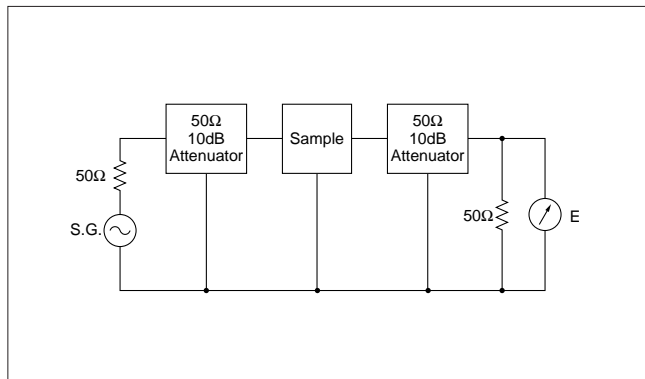 50Ω
10dB
Attenuator
Sample
50Ω
10dB
Attenuator
50Ω
S.G.
50Ω
E